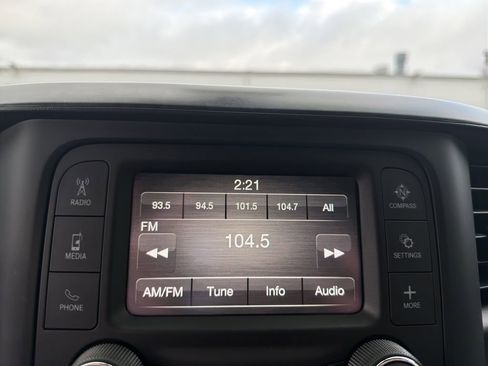 2:21
93.5 94.5 101.5 104.7 All
FM
104.5
AM/FM Tune Info Audio
RADIO
MEDIA
PHONE
COMPASS
SETTINGS
MORE